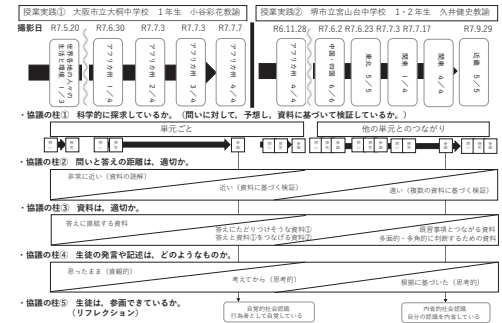 授業実践① 大阪市立大桐中学校 1年生 小谷彩花教諭
授業実践② 堺市立宮山台中学校 1・2年生 久井健史教諭
撮影日 R7.5.20 R7.6.30 R7.7.3 R7.7.3 R7.7.7 R6.11.28 R7.6.2 R7.6.23 R7.7.3 R7.7.17 R7.9.29
世界各地の人々の生活と環境 1/3
アフリカ州 1/4
アフリカ州 2/4
アフリカ州 3/4
アフリカ州 4/4
アフリカ州 4/4
中国・四国 6/6
東北 5/5
関東 1/4
関東 4/4
近畿 5/5
・協議の柱① 科学的に探求しているか。（問いに対して，予想し，資料に基づいて検証しているか。）
単元ごと
他の単元とのつながり
・協議の柱② 問いと答えの距離は、適切か。
非常に近い（資料の読解）
近い（資料に基づく検証）
遠い（複数の資料に基づく）
・協議の柱③ 資料は、適切か。
答えに直結する資料
答えにたどりつけそうな資料①
答えと資料①をつなげる資料②
既習事項とつながる資料
多面的・多角的に判断するための資料
・協議の柱④ 生徒の発言や記述は、どのようなものか。
思ったまま（直観的）
考えてから（思考的）
根拠に基づいた（思考的）
・協議の柱⑤ 生徒は、参画できているか。
（リフレクション）
自覚的社会認識
行為者として自覚している
内省的社会認識
自分の認識を内省している